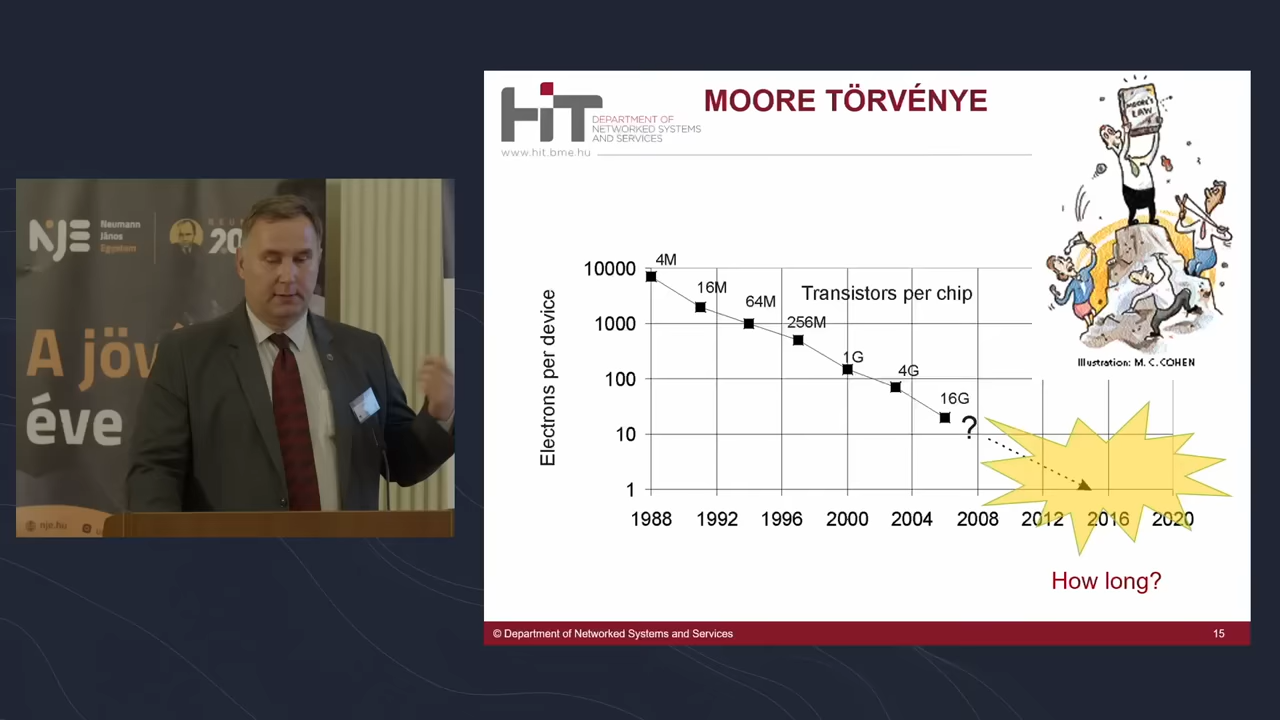 NJE
Neumann
János
Egyetem
20
A jöv
éve
nje.hu
HIT
DEPARTMENT OF
NETWORKED SYSTEMS
AND SERVICES
www.hit.bme.hu
MOORE TÖRVÉNYE
MOORE'S
LAW
Illustration: M. C. COHEN
Electrons per device
10000
1000
100
10
1
4M
16M
64M
256M
1G
4G
16G
?
Transistors per chip
1988 1992 1996 2000 2004 2008 2012 2016 2020
How long?
© Department of Networked Systems and Services
15